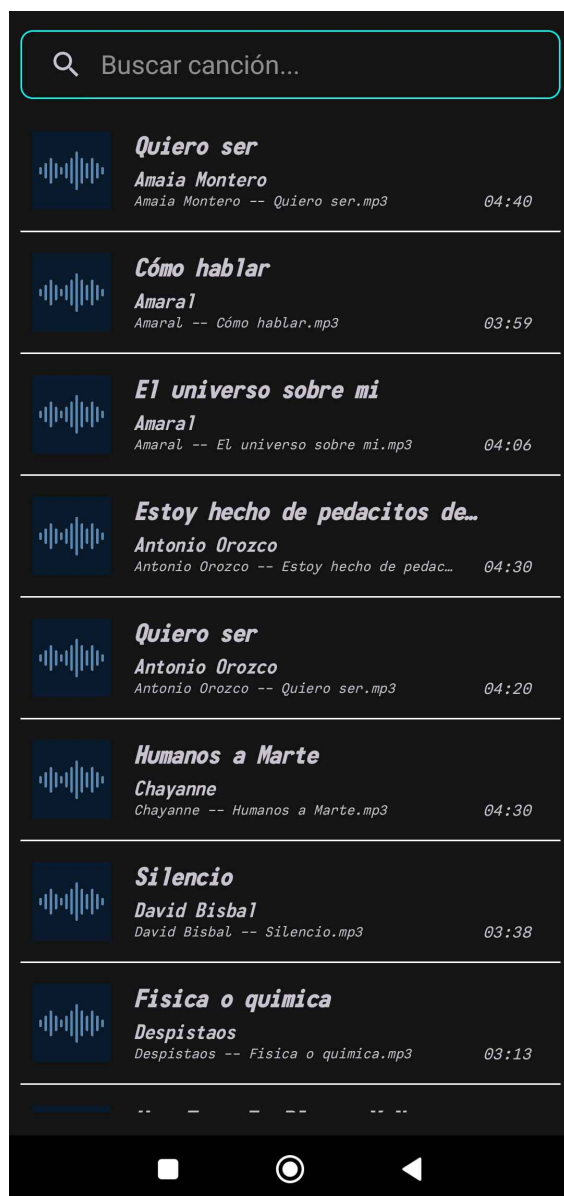 Buscar canción...
Quiero ser
Amaia Montero
Amaia Montero -- Quiero ser.mp3 04:40
Cómo hablar
Amaral
Amaral -- Cómo hablar.mp3 03:59
El universo sobre mi
Amaral
Amaral -- El universo sobre mi.mp3 04:06
Estoy hecho de pedacitos de…
Antonio Orozco
Antonio Orozco -- Estoy hecho de pedac… 04:30
Quiero ser
Antonio Orozco
Antonio Orozco -- Quiero ser.mp3 04:20
Humanos a Marte
Chayanne
Chayanne -- Humanos a Marte.mp3 04:30
Silencio
David Bisbal
David Bisbal -- Silencio.mp3 03:38
Fisica o quimica
Despistaos
Despistaos -- Fisica o quimica.mp3 03:13